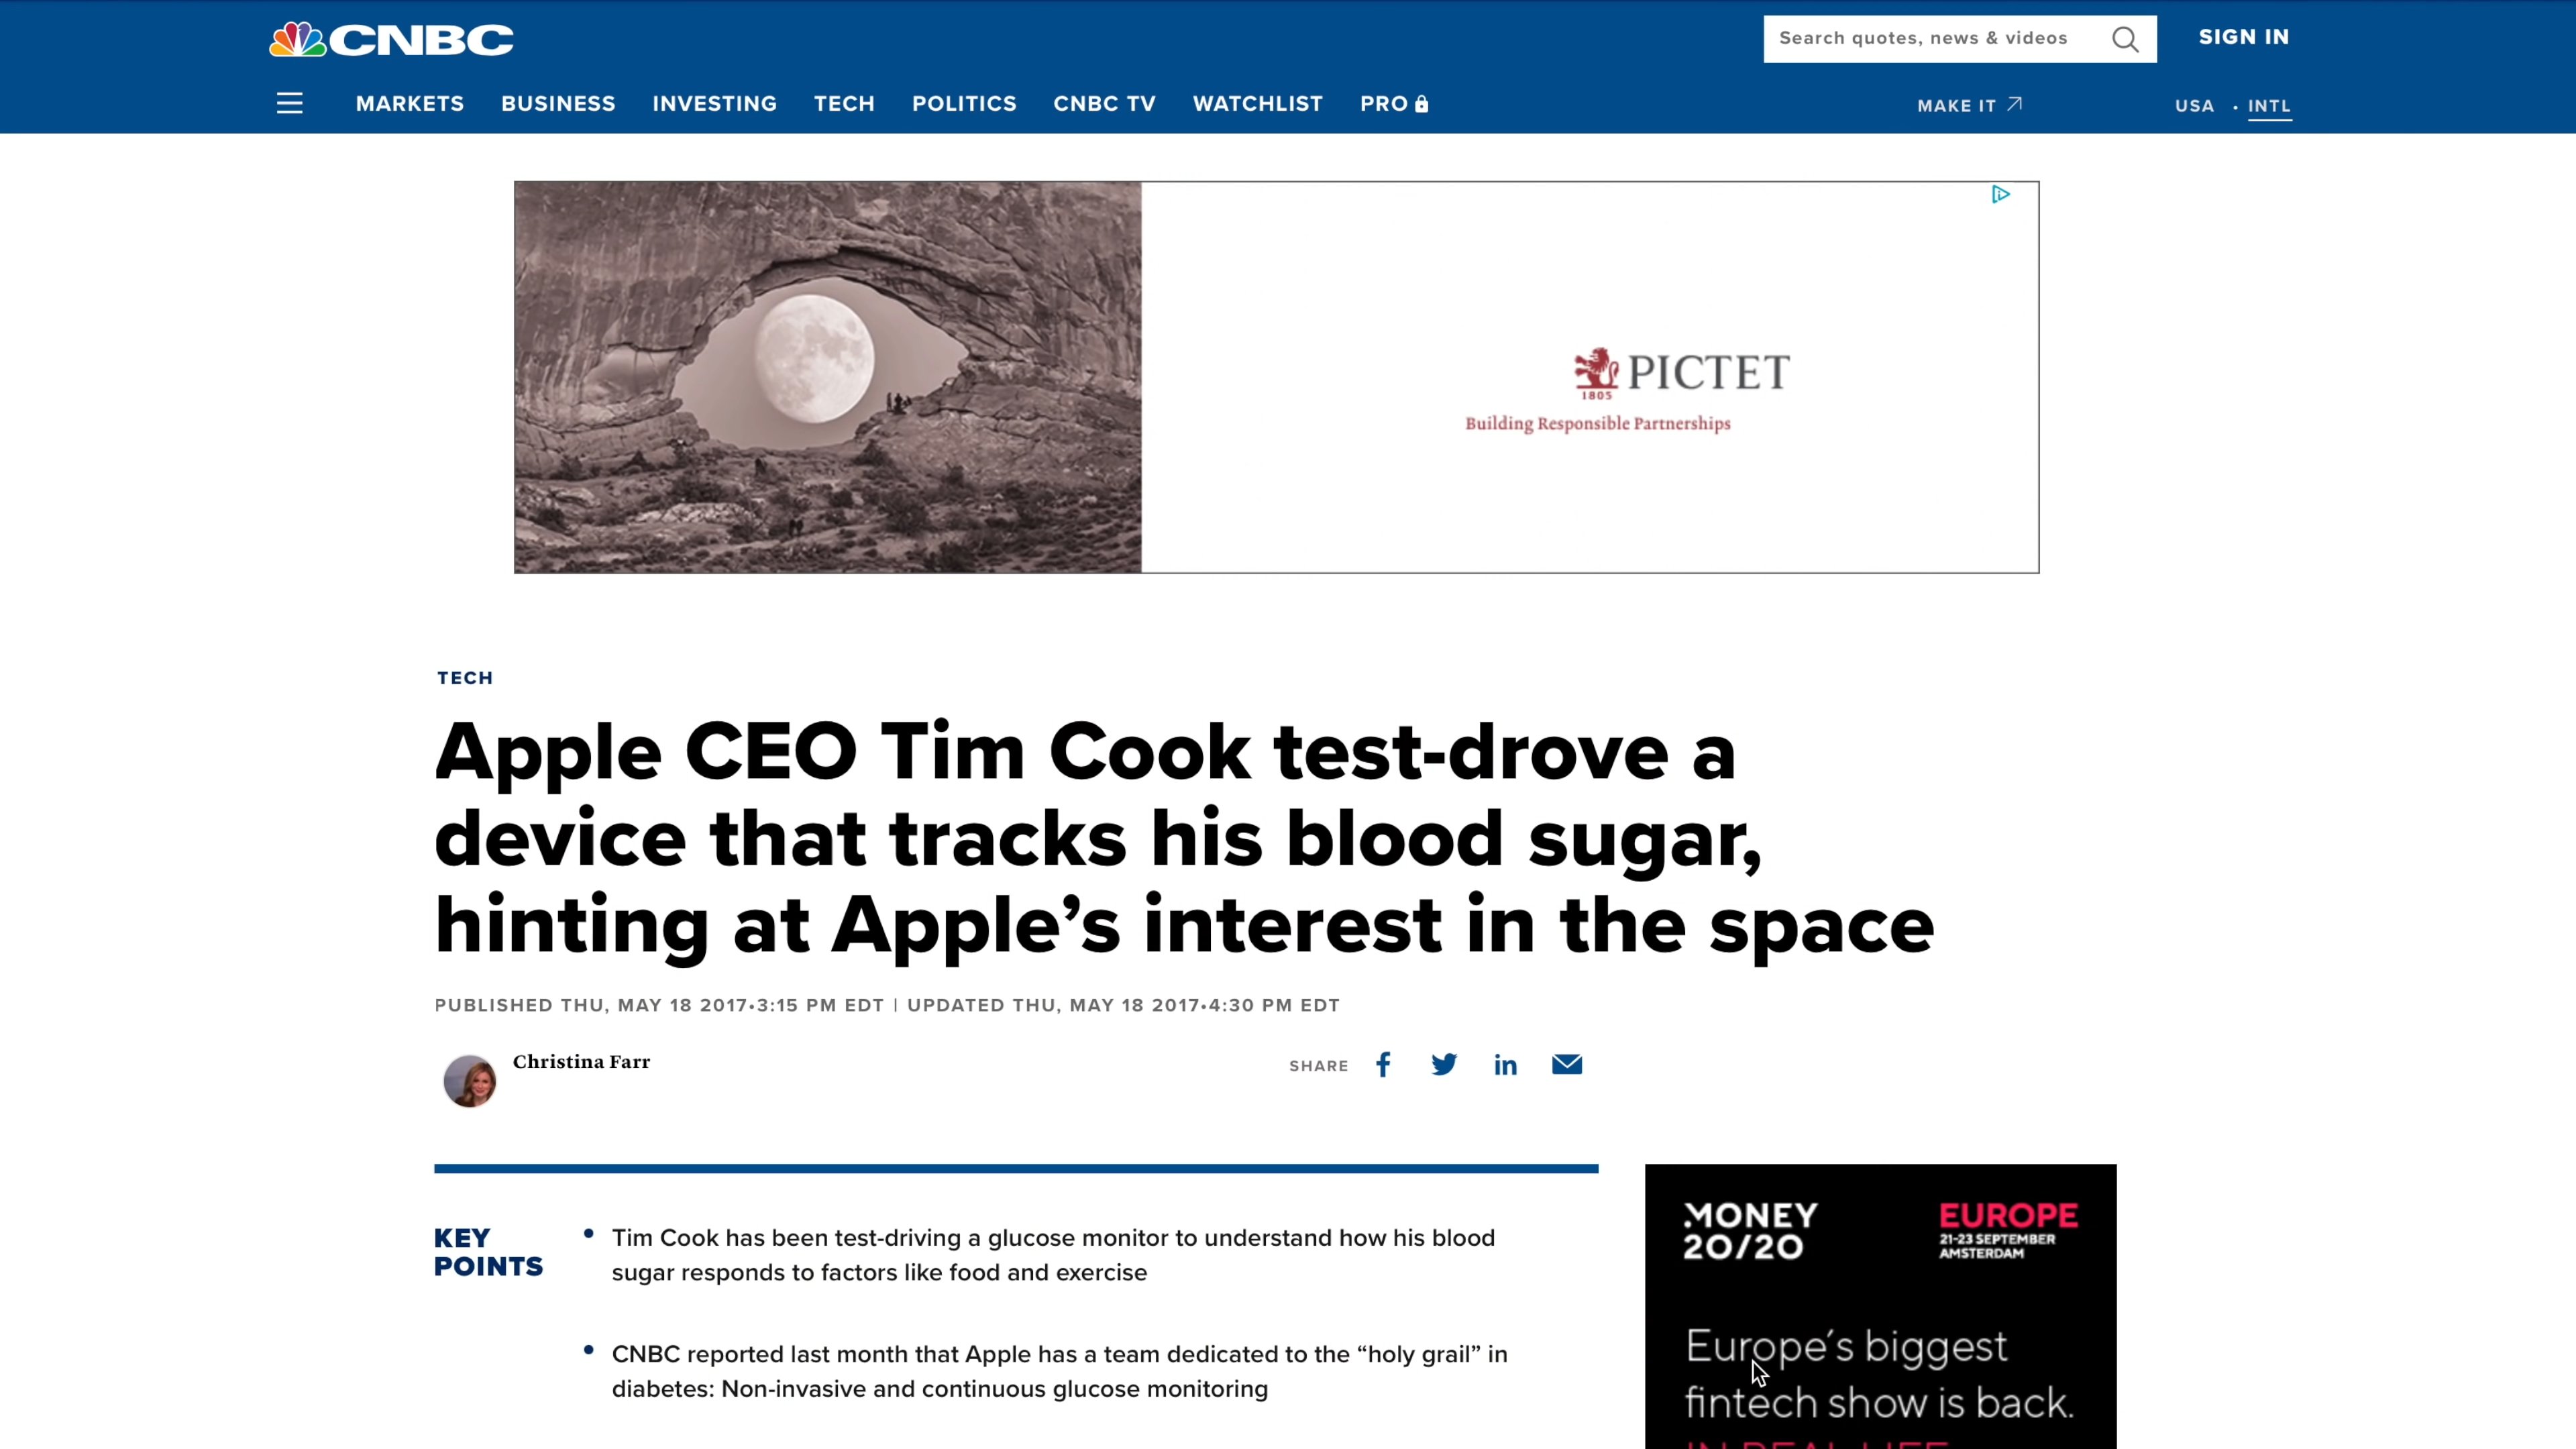 CNBC
Search quotes, news & videos
SIGN IN
MARKETS BUSINESS INVESTING TECH POLITICS CNBC TV WATCHLIST PRO
MAKE IT
USA · INTL
PICTET
1805
Building Responsible Partnerships
TECH
Apple CEO Tim Cook test-drove a
device that tracks his blood sugar,
hinting at Apple’s interest in the space
PUBLISHED THU, MAY 18 2017•3:15 PM EDT | UPDATED THU, MAY 18 2017•4:30 PM EDT
Christina Farr
SHARE
KEY
POINTS
• Tim Cook has been test-driving a glucose monitor to understand how his blood
sugar responds to factors like food and exercise
• CNBC reported last month that Apple has a team dedicated to the “holy grail” in
diabetes: Non-invasive and continuous glucose monitoring
MONEY
20/20
EUROPE
21-23 SEPTEMBER
AMSTERDAM
Europe’s biggest
fintech show is back.
IN REAL LIFE